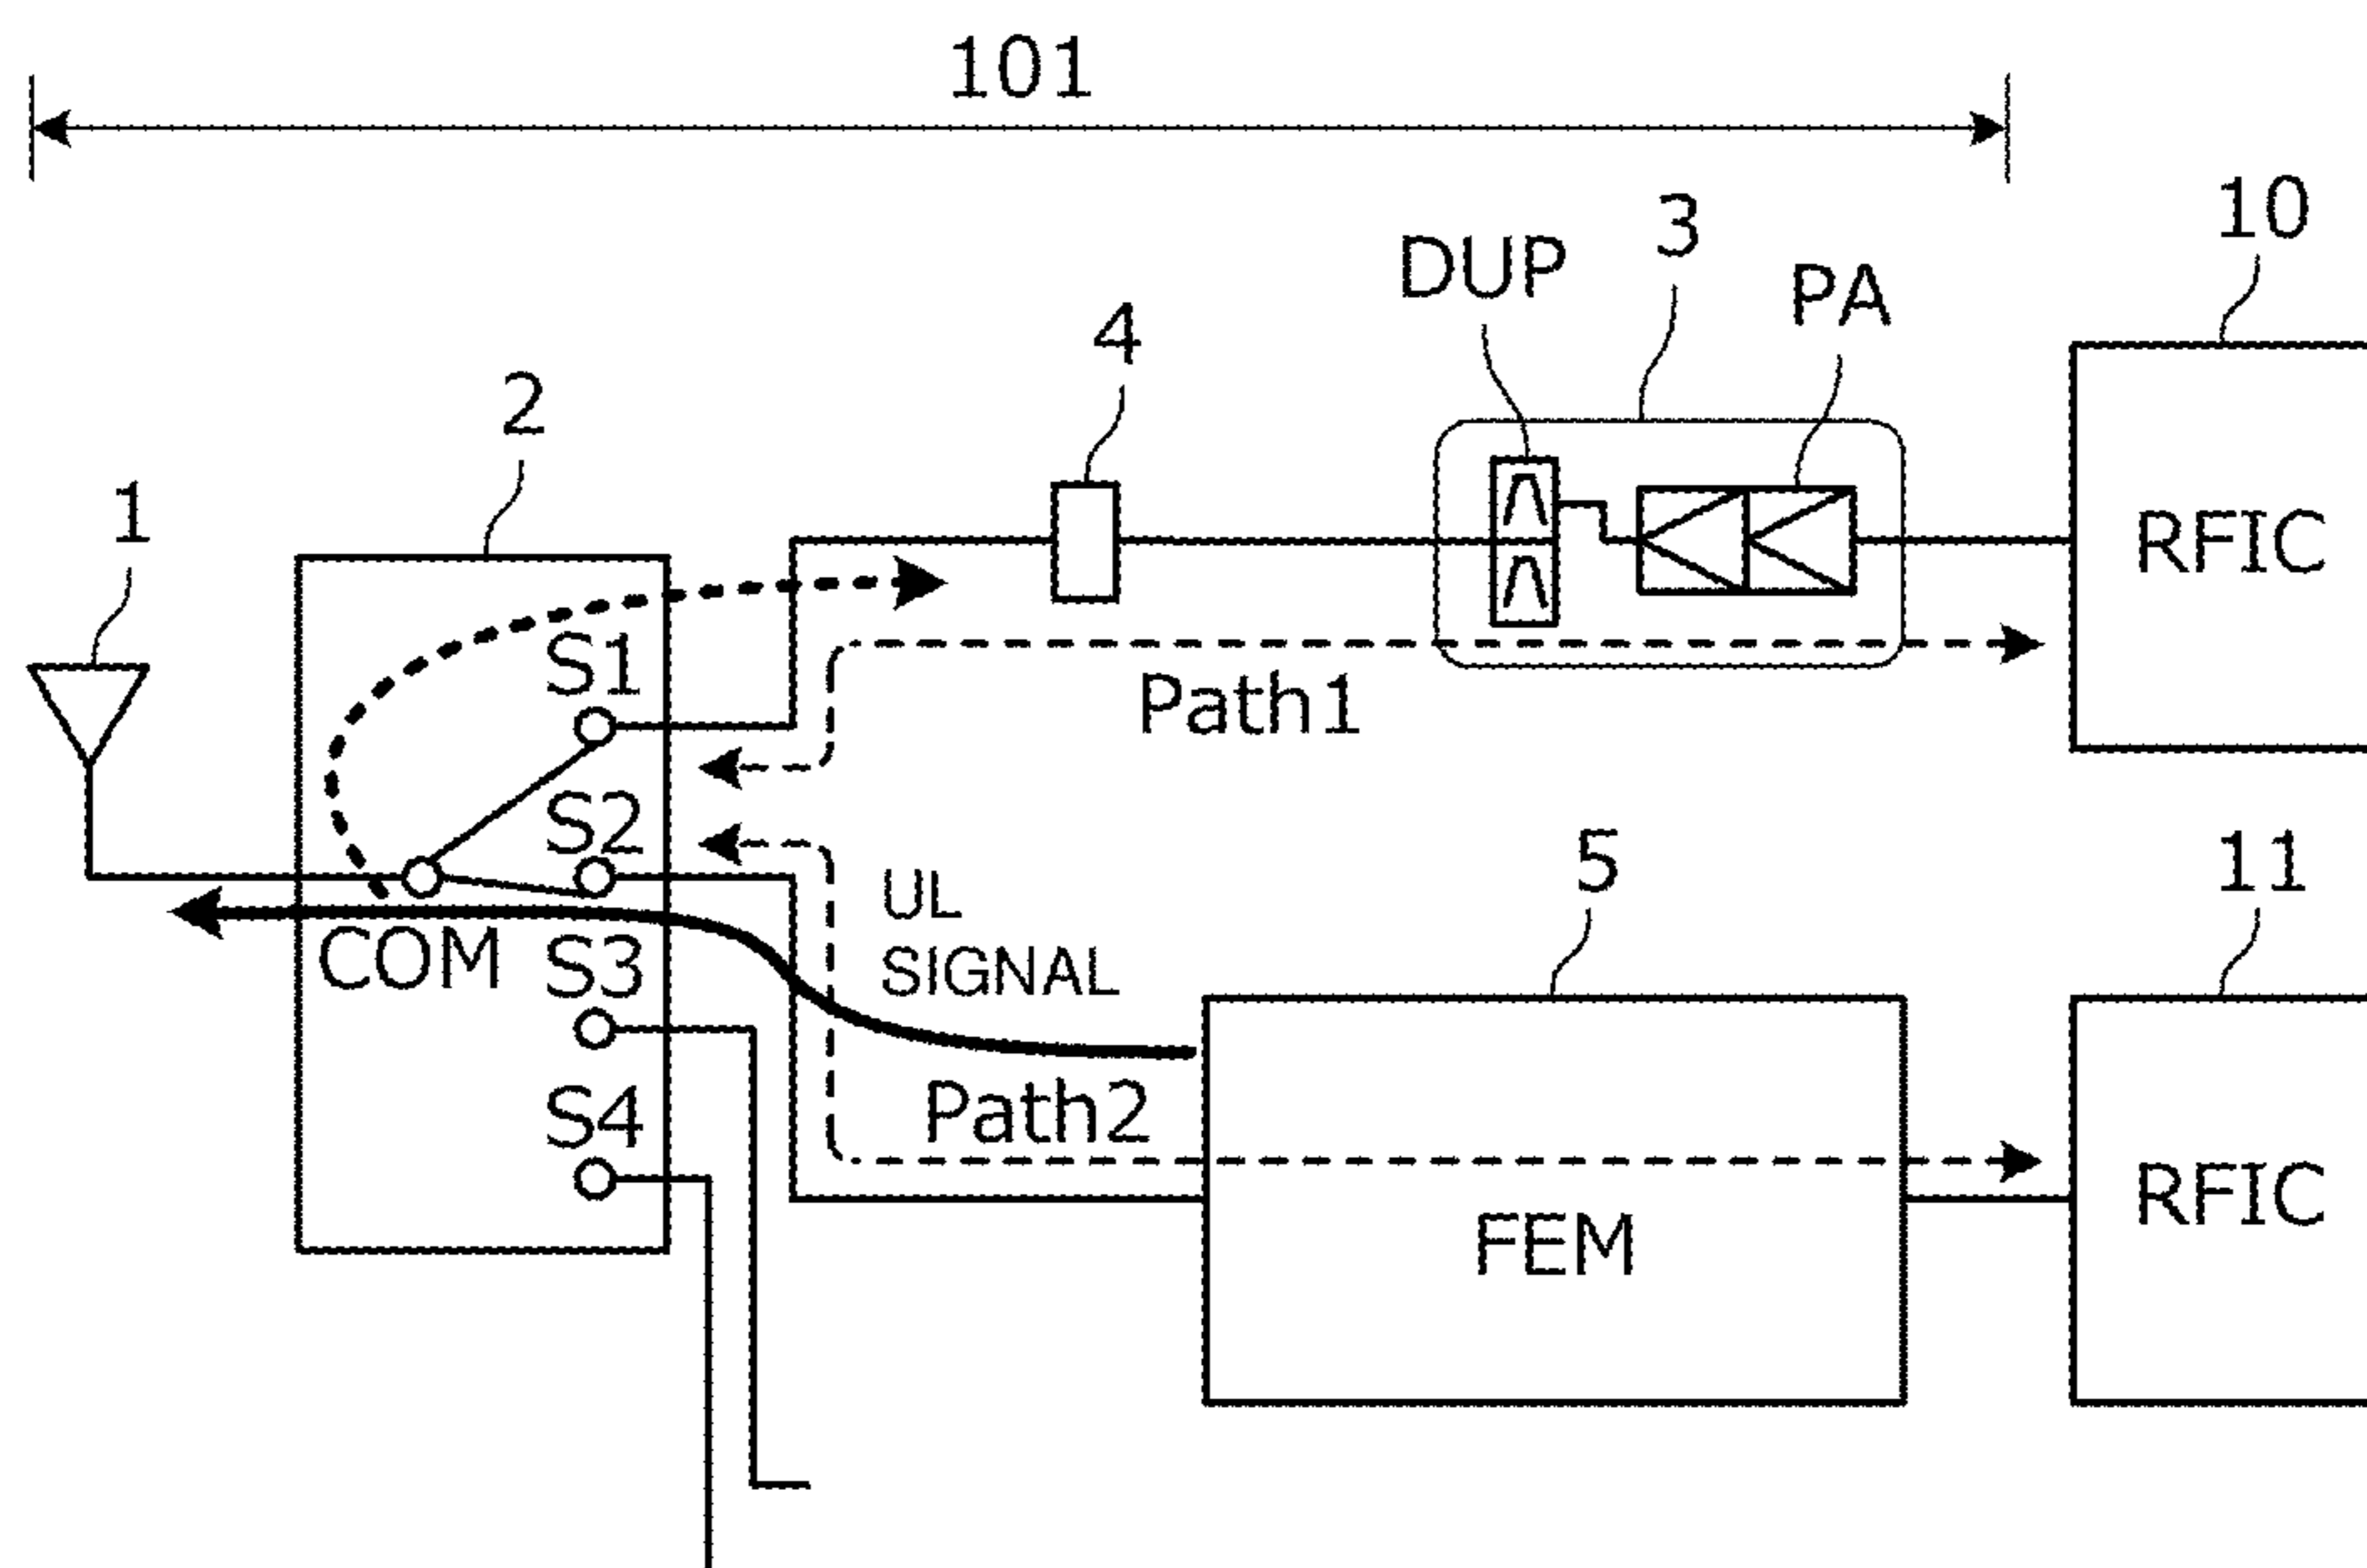 101
10
3
DUP
PA
4
2
1
RFIC
S1
Path1
S2
5
11
UL
SIGNAL
COM
S3
Path2
S4
RFIC
FEM